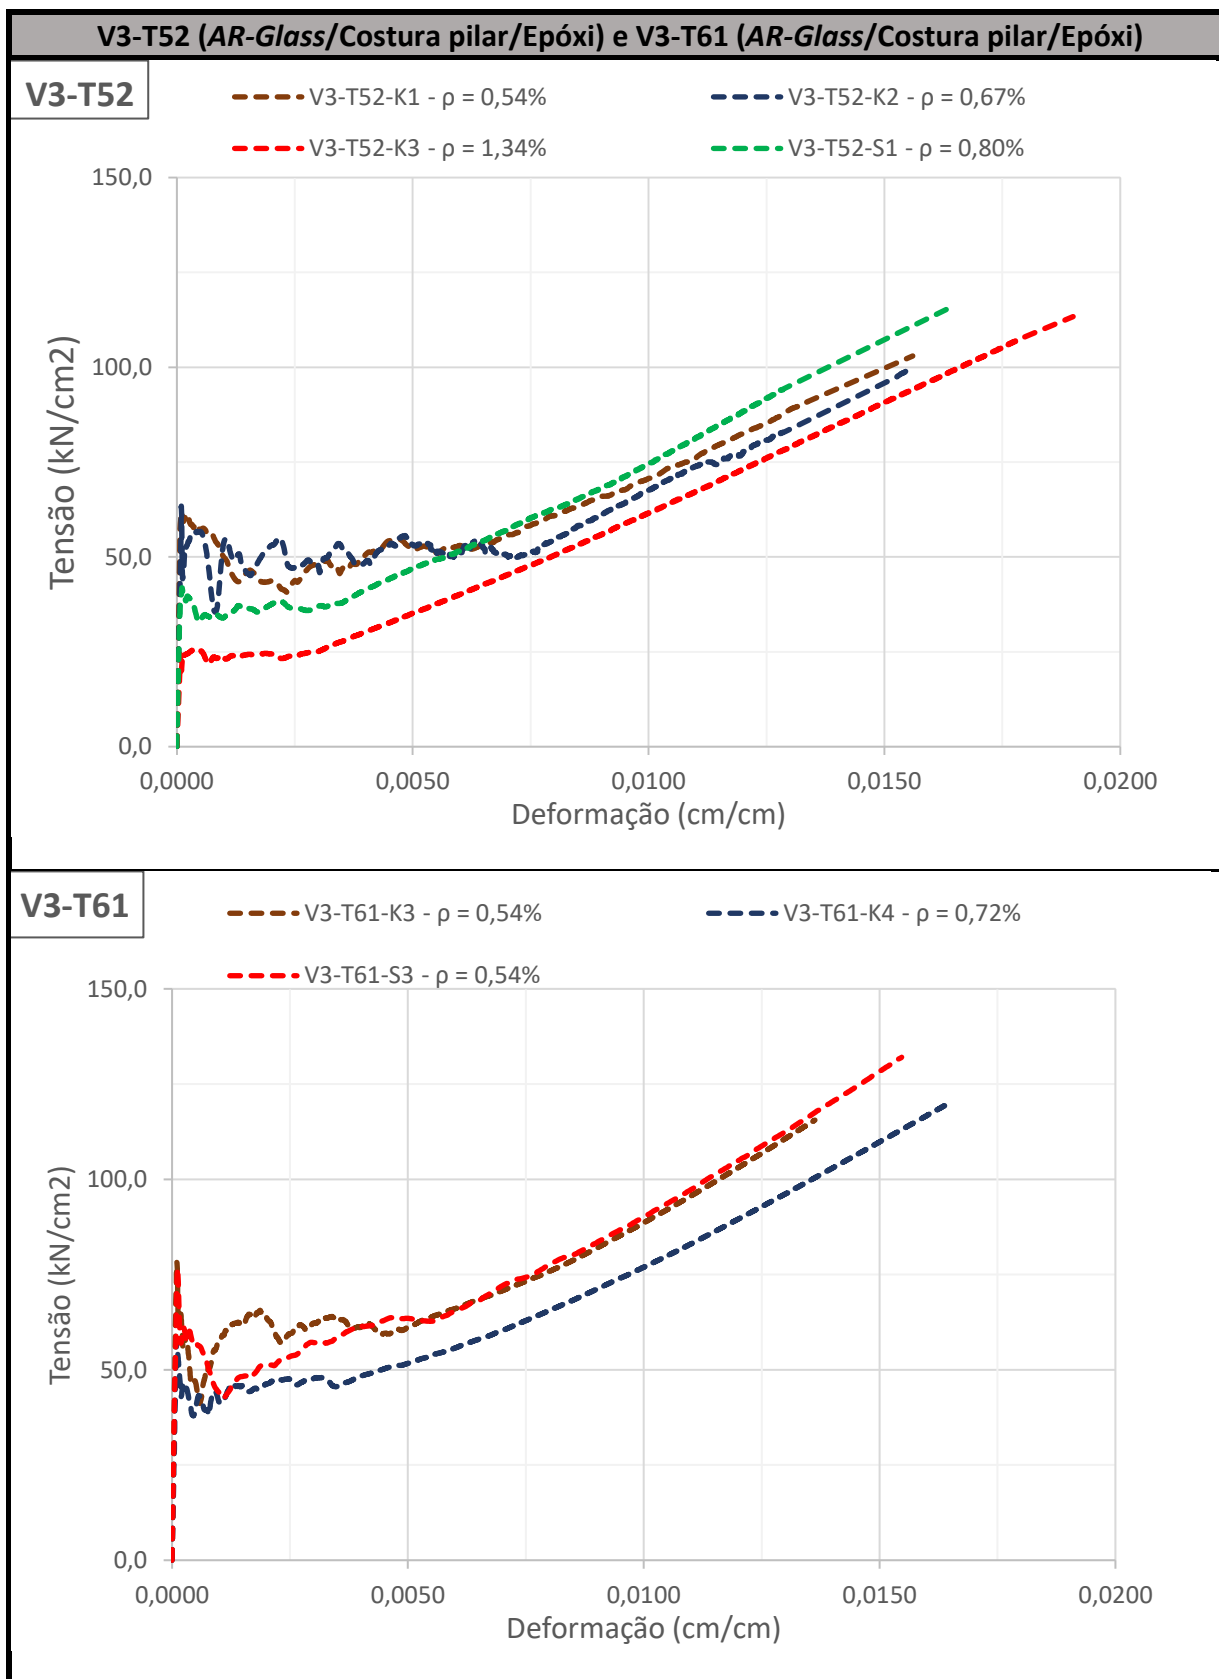 V3-T52 (AR-Glass/Costura pilar/Epóxi) e V3-T61 (AR-Glass/Costura pilar/Epóxi)
V3-T52
V3-T52-K1 - ρ = 0,54%
V3-T52-K2 - ρ = 0,67%
V3-T52-K3 - ρ = 1,34%
V3-T52-S1 - ρ = 0,80%
150,0
100,0
50,0
0,0
Tensão (kN/cm2)
0,0000 0,0050 0,0100 0,0150 0,0200
Deformação (cm/cm)
V3-T61
V3-T61-K3 - ρ = 0,54%
V3-T61-K4 - ρ = 0,72%
V3-T61-S3 - ρ = 0,54%
150,0
100,0
50,0
0,0
Tensão (kN/cm2)
0,0000 0,0050 0,0100 0,0150 0,0200
Deformação (cm/cm)